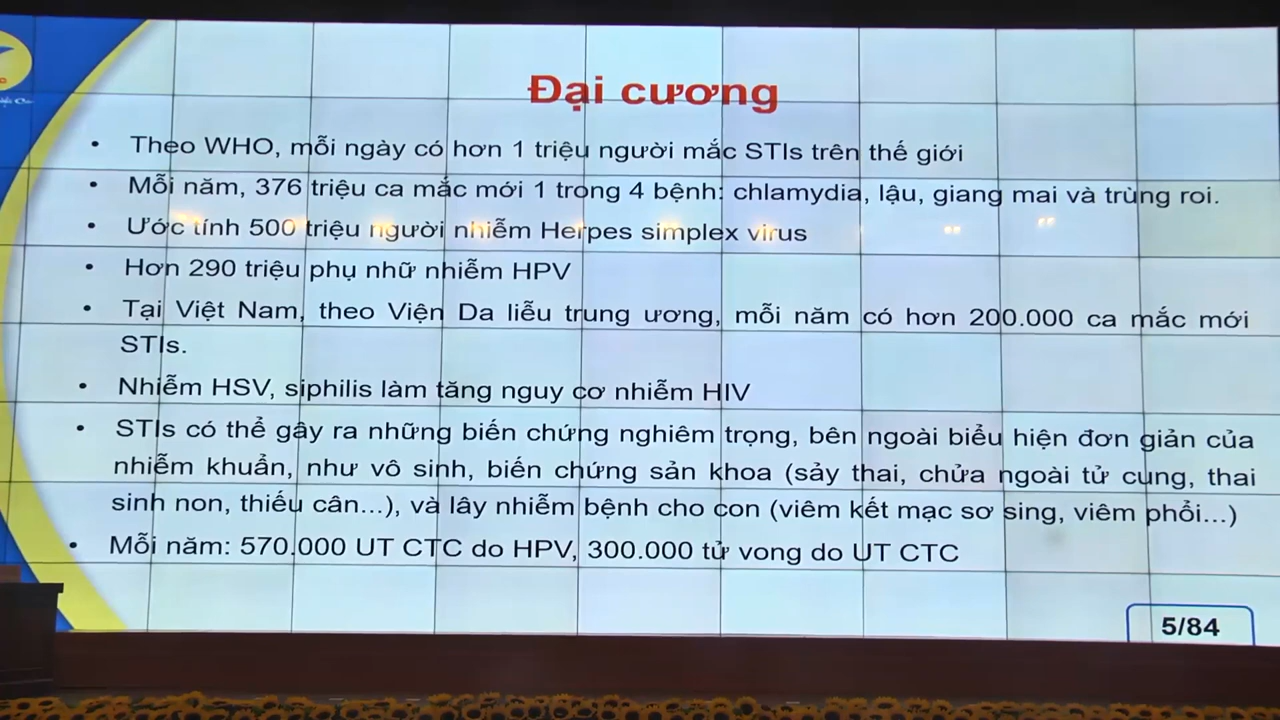 Đại cương
• Theo WHO, mỗi ngày có hơn 1 triệu người mắc STIs trên thế giới
• Mỗi năm, 376 triệu ca mắc mới 1 trong 4 bệnh: chlamydia, lậu, giang mai và trùng roi.
• Ước tính 500 triệu người nhiễm Herpes simplex virus
• Hơn 290 triệu phụ nhữ nhiễm HPV
• Tại Việt Nam, theo Viện Da liễu trung ương, mỗi năm có hơn 200.000 ca mắc mới
STIs.
• Nhiễm HSV, siphilis làm tăng nguy cơ nhiễm HIV
• STIs có thể gây ra những biến chứng nghiêm trọng, bên ngoài biểu hiện đơn giản của
nhiễm khuẩn, như vô sinh, biến chứng sản khoa (sảy thai, chửa ngoài tử cung, thai
sinh non, thiếu cân...), và lây nhiễm bệnh cho con (viêm kết mạc sơ sing, viêm phổi...)
• Mỗi năm: 570.000 UT CTC do HPV, 300.000 tử vong do UT CTC
5/84